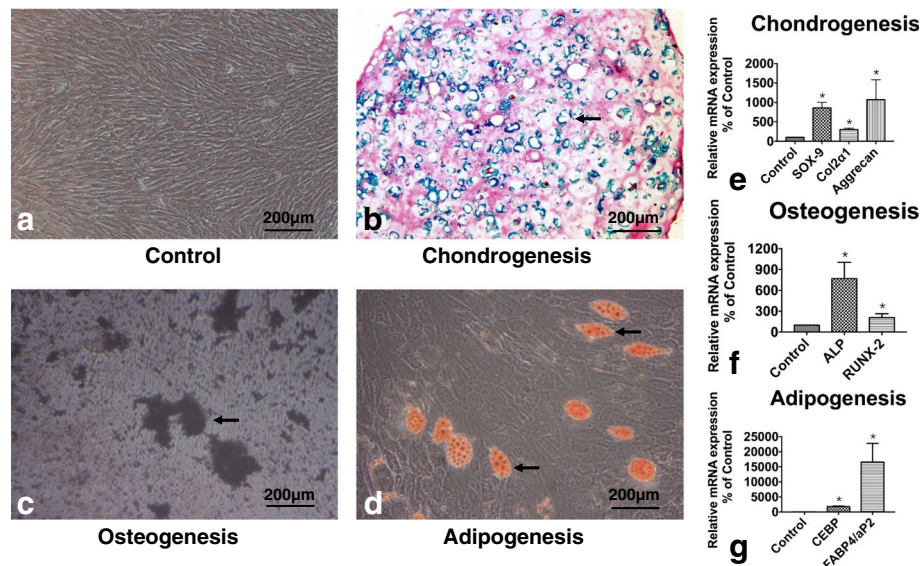 a
200μm
Control
b
200μm
Chondrogenesis
c
200μm
Osteogenesis
d
200μm
Adipogenesis
Chondrogenesis
Relative mRNA expression
% of Control
2000
1500
1000
500
0
*
*
*
Control
SOX-9
Col2α1
Aggrecan
e
Osteogenesis
Relative mRNA expression
% of Control
1200
900
600
300
0
*
*
Control
ALP
RUNX-2
f
Adipogenesis
Relative mRNA expression
% of Control
25000
20000
15000
10000
5000
0
*
*
Control
CEBP
FABP4/aP2
g